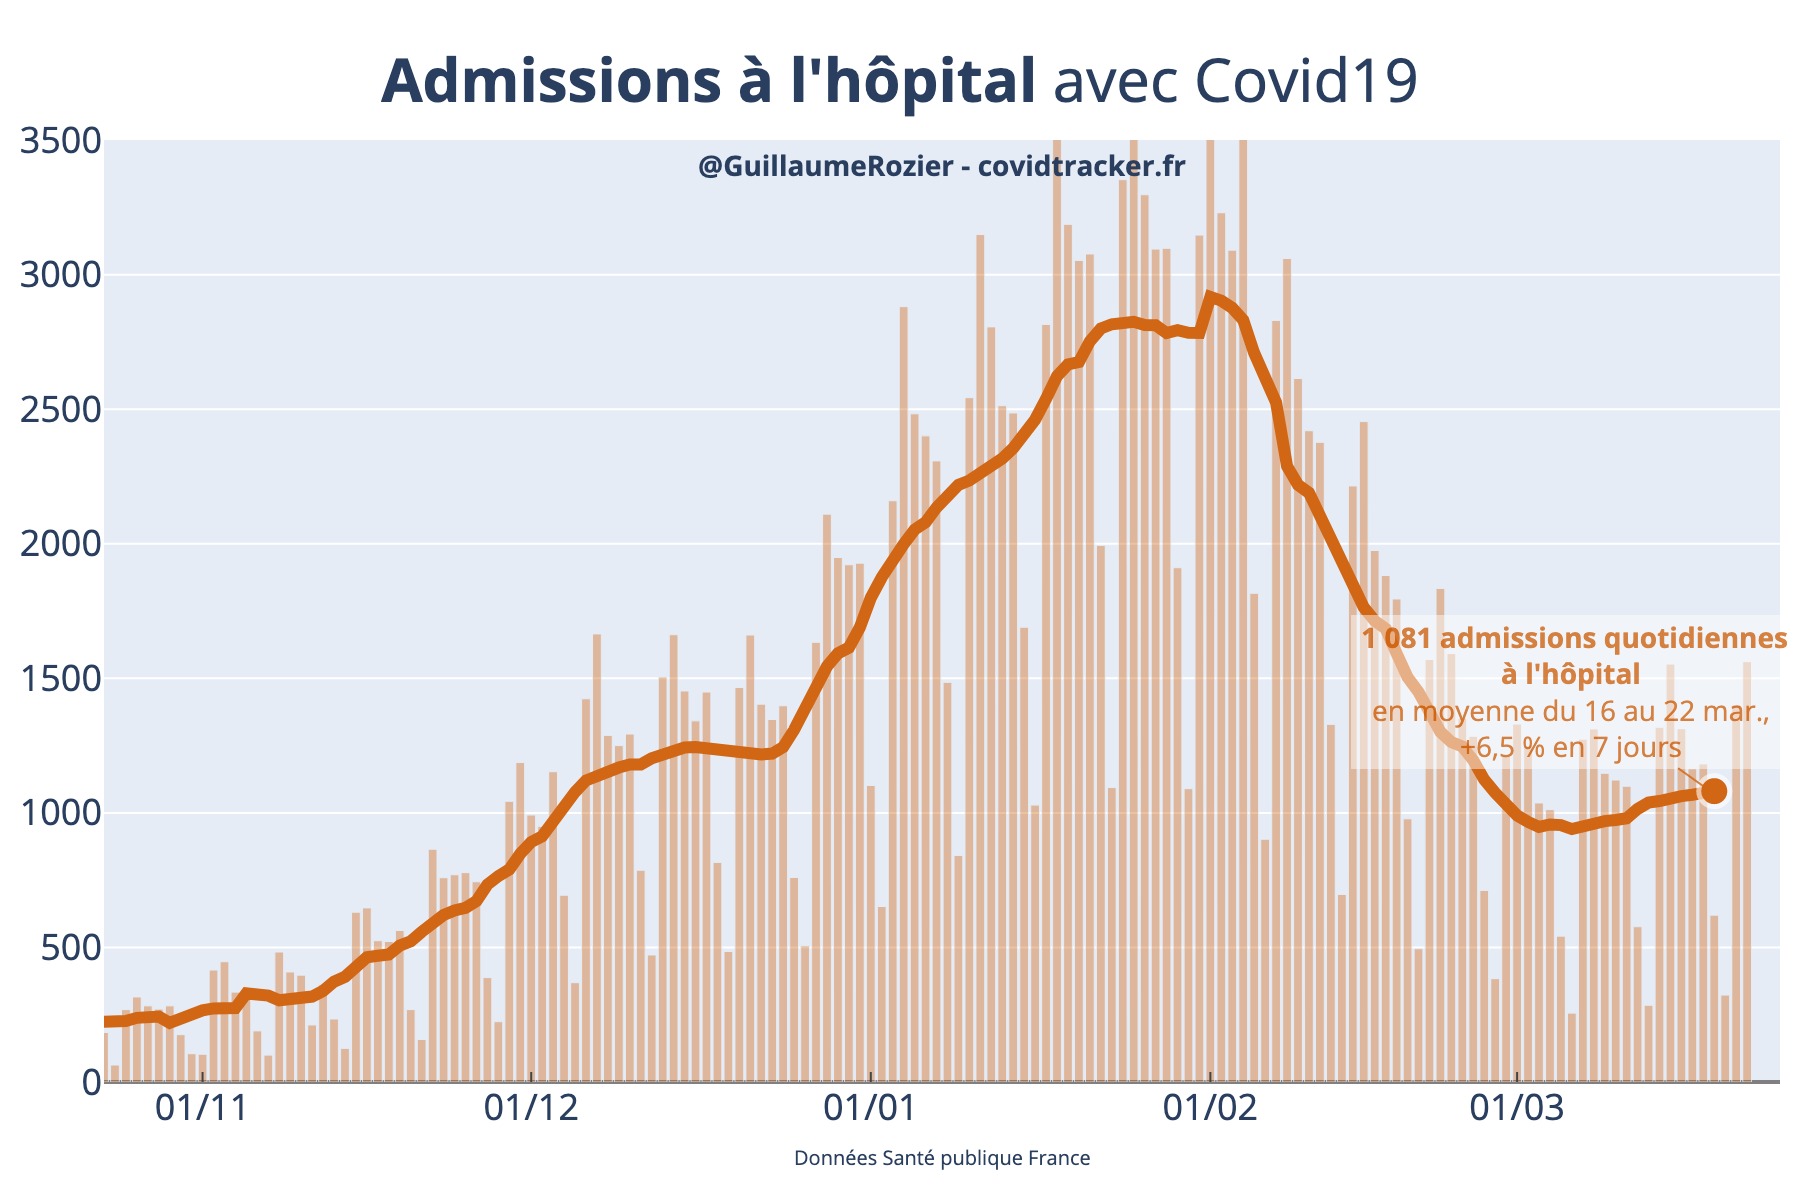 Admissions à l'hôpital avec Covid19
3500
@GuillaumeRozier - covidtracker.fr
3000
2500
2000
1 081 admissions quotidiennes
à l'hôpital
1500
en moyenne du 16 au 22 mar.,
+6,5 % en 7 jours
1000
500
0
01/11 01/12 01/01 01/02 01/03
Données Santé publique France